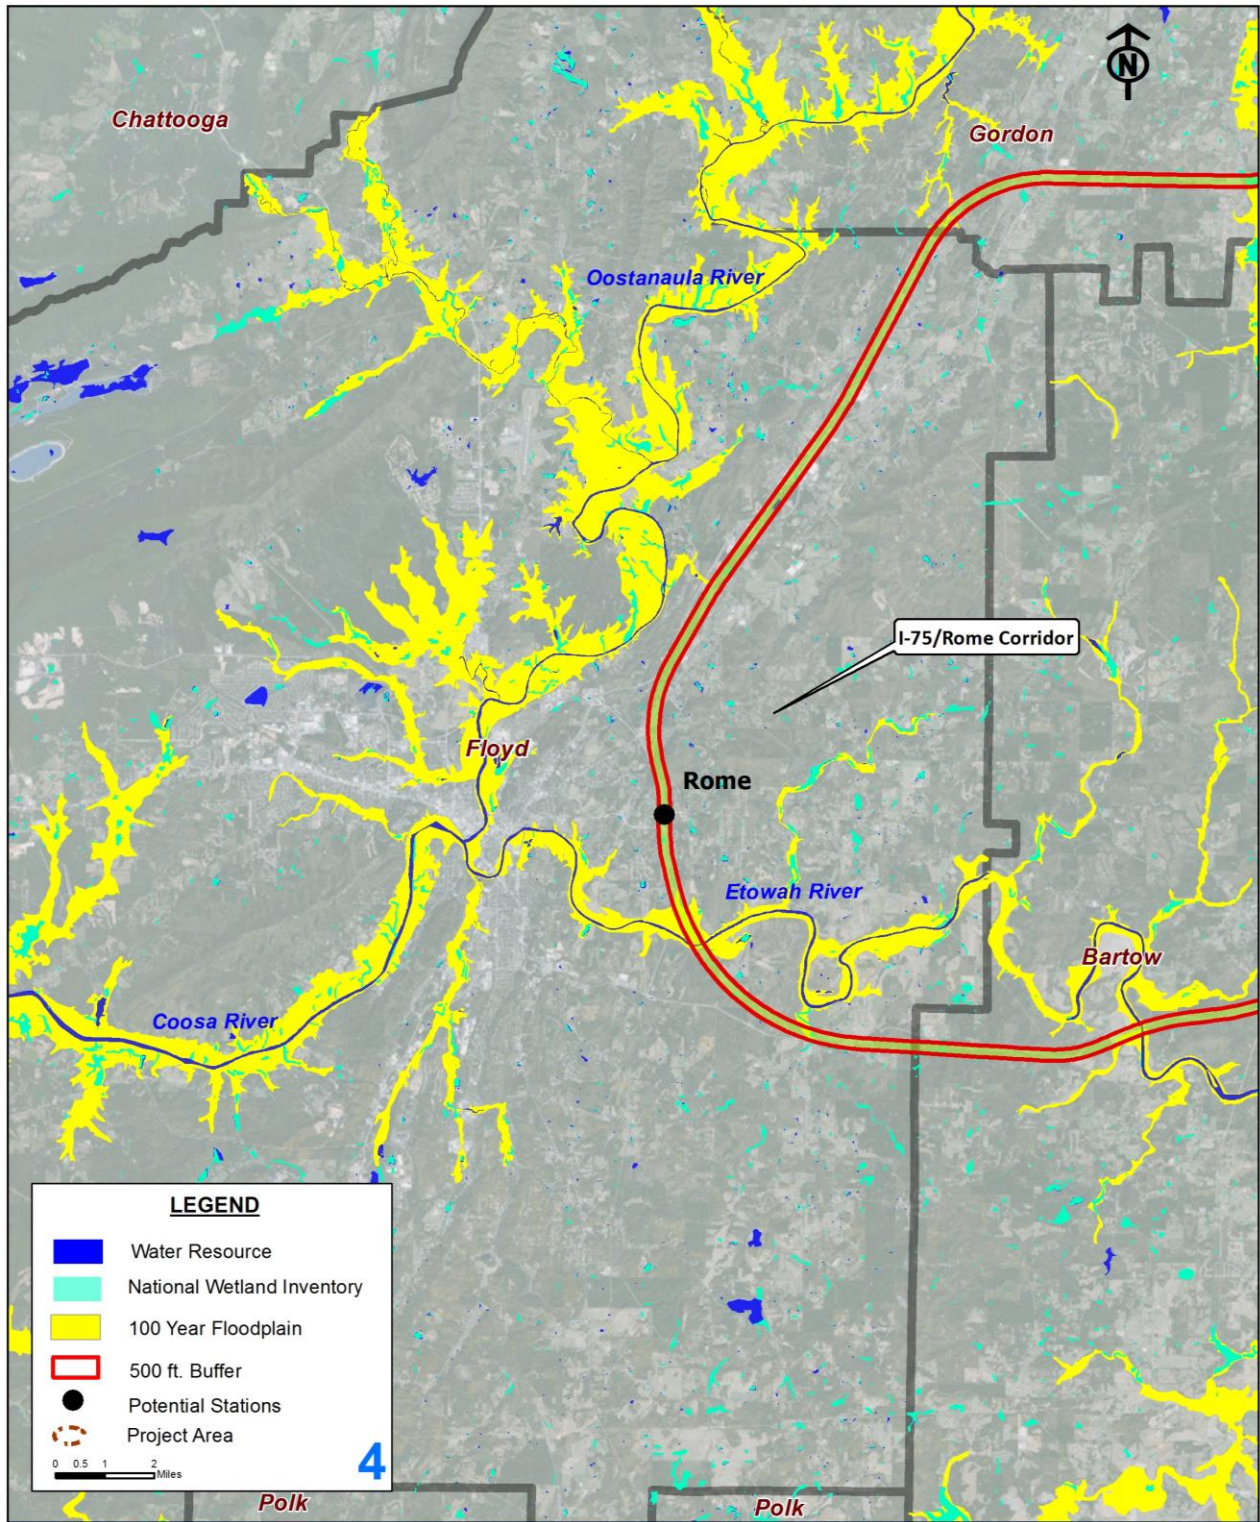 N
Chattooga
Gordon
Oostanaula River
I-75/Rome Corridor
Floyd
Rome
Etowah River
Bartow
Coosa River
LEGEND
Water Resource
National Wetland Inventory
100 Year Floodplain
500 ft. Buffer
Potential Stations
Project Area
0 0.5 1 2
Miles
4
Polk
Polk